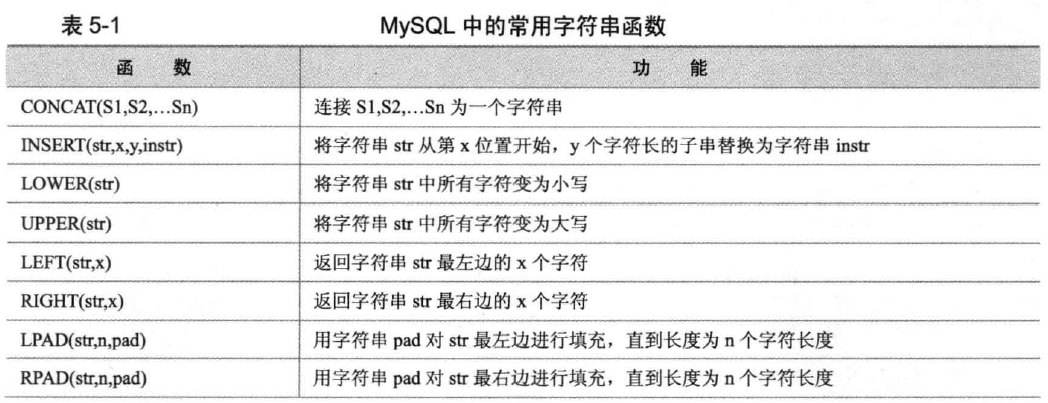 表 5-1 MySQL 中的常用字符串函数
函 数 功 能
CONCAT(S1,S2,…Sn) 连接 S1,S2,…Sn 为一个字符串
INSERT(str,x,y,instr) 将字符串 str 从第 x 位置开始，y 个字符长的子串替换为字符串 instr
LOWER(str) 将字符串 str 中所有字符变为小写
UPPER(str) 将字符串 str 中所有字符变为大写
LEFT(str,x) 返回字符串 str 最左边的 x 个字符
RIGHT(str,x) 返回字符串 str 最右边的 x 个字符
LPAD(str,n,pad) 用字符串 pad 对 str 最左边进行填充，直到长度为 n 个字符长度
RPAD(str,n,pad) 用字符串 pad 对 str 最右边进行填充，直到长度为 n 个字符长度